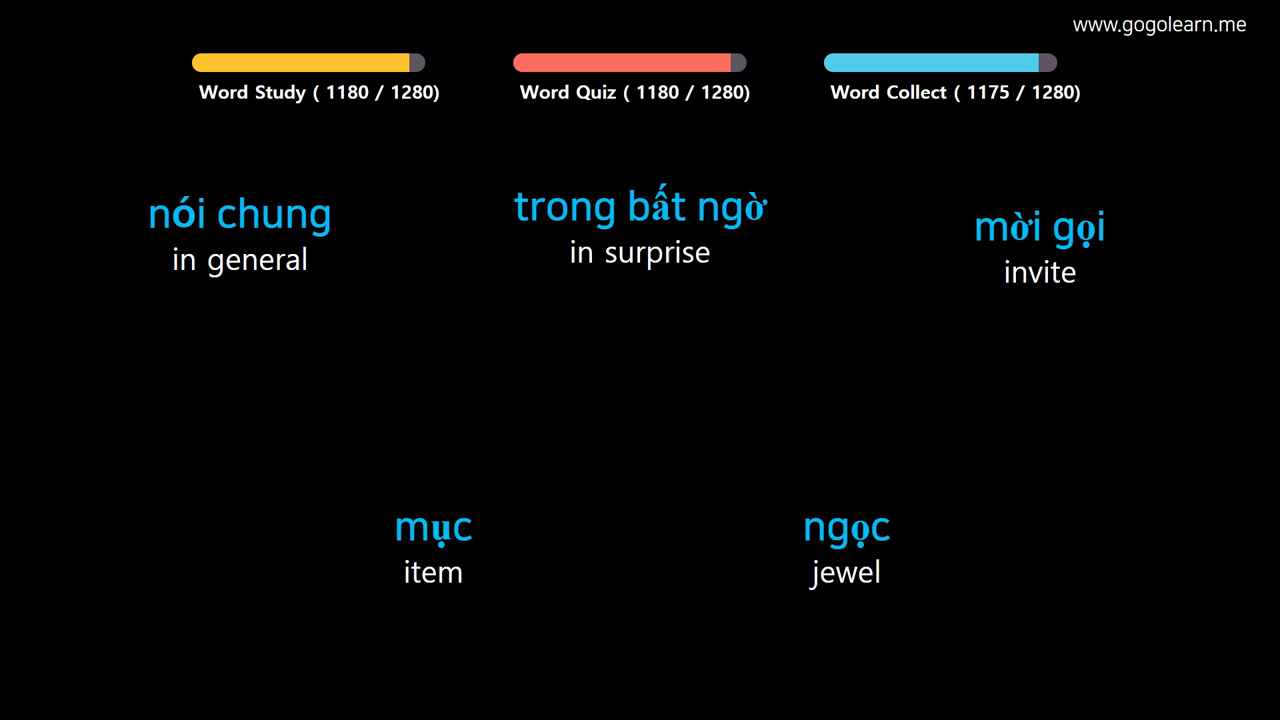 www.gogolearn.me
Word Study ( 1180 / 1280)
Word Quiz ( 1180 / 1280)
Word Collect ( 1175 / 1280)
nói chung
in general
trong bất ngờ
in surprise
mời gọi
invite
mục
item
ngọc
jewel